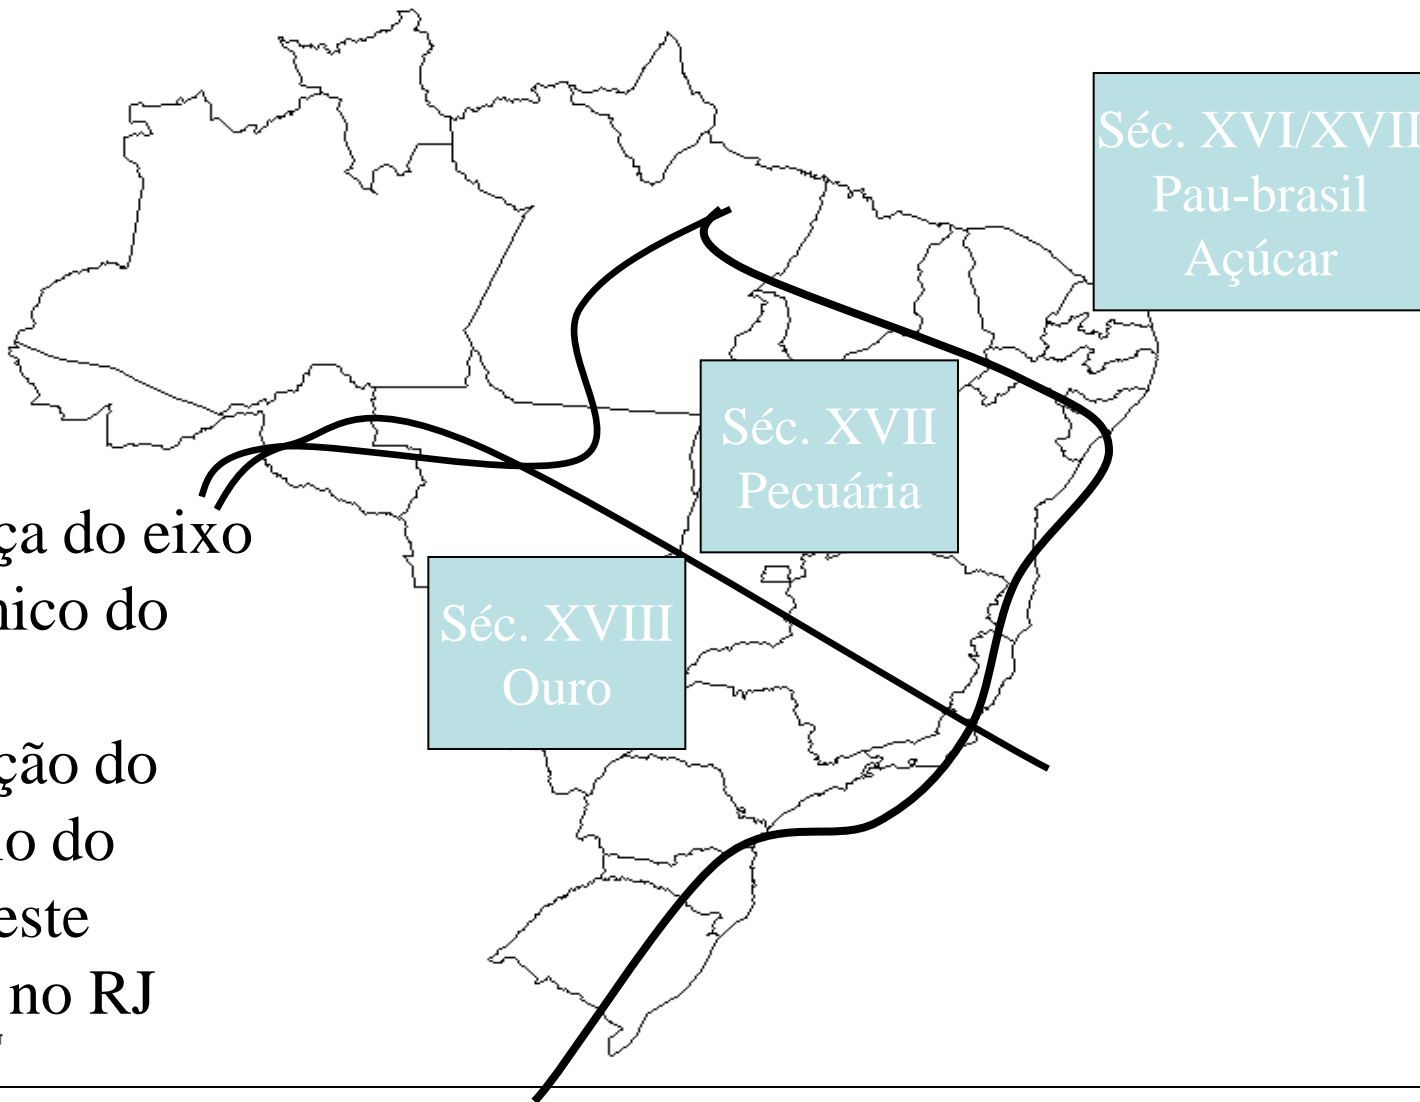 Séc. XVI/XVII
Pau-brasil
Açúcar
Séc. XVII
Pecuária
Séc. XVIII
Ouro
ça do eixo
nico do
ção do
do
este
no RJ